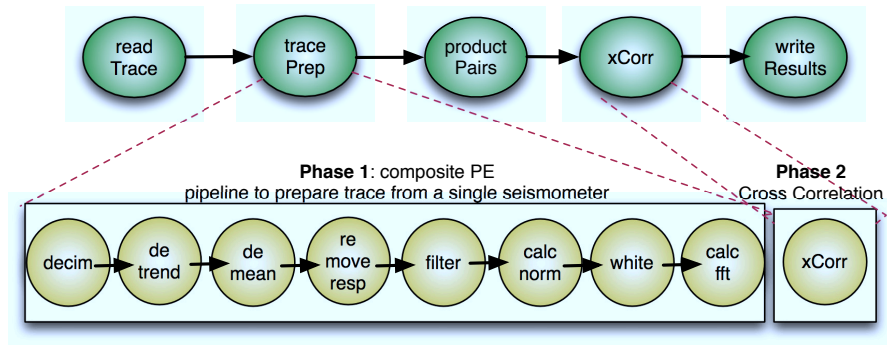 read
Trace
trace
Prep
product
Pairs
xCorr
write
Results
Phase 1: composite PE
pipeline to prepare trace from a single seismometer
Phase 2
Cross Correlation
decim
de
trend
de
mean
re
move
resp
filter
calc
norm
white
calc
fft
xCorr